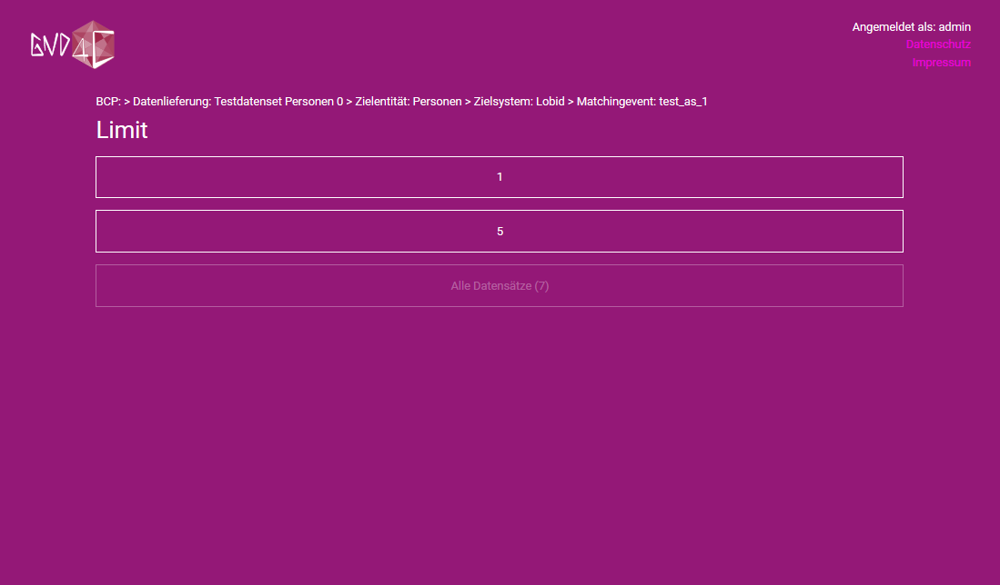 GND4C
Angemeldet als: admin
Datenschutz
Impressum
BCP: > Datenlieferung: Testdatenset Personen 0 > Zielentität: Personen > Zielsystem: Lobid > Matchingevent: test_as_1
Limit
1
5
Alle Datensätze (7)